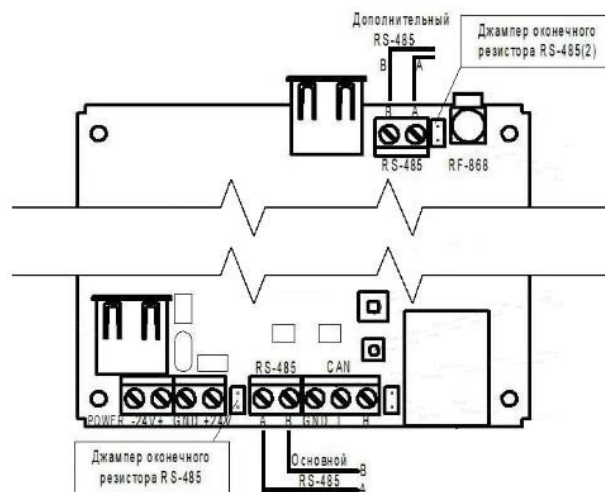 Дополнительный
RS-485
B A
Джампер оконечного
резистора RS-485(2)
B A
RS-485 RF-868
RS-485 CAN
POWER -24V+ GND +24V A B GND L H
Джампер оконечного
резистора RS-485
Основной B
RS-485 A